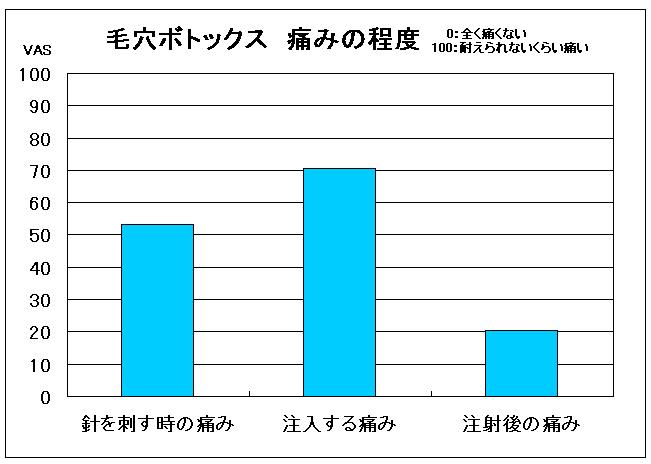 毛穴ボトックス 痛みの程度
0：全く痛くない
100：耐えられないくらい痛い
VAS
100
90
80
70
60
50
40
30
20
10
0
針を刺す時の痛み
注入する痛み
注射後の痛み